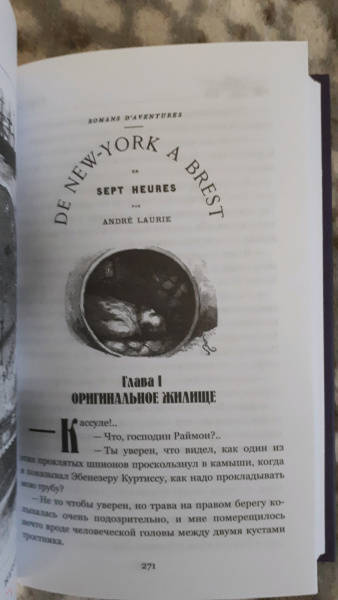 ROMANS D'AVENTURES
DE NEW-YORK A BREST
EN
SEPT HEURES
PAR
ANDRÉ LAURIE
Глава I
ОРИГИНАЛЬНОЕ ЖИЛИЩЕ
— Кассуле!..
— Что, господин Раймон?..
— Ты уверен, что видел, как один из
этих проклятых шпионов проскользнул в камыши, когда
я показывал Эбенезеру Куртиссу, как надо прокладывать
мою трубу?
— Не то чтобы уверен, но трава на правом берегу ко-
лыхалась очень подозрительно, и мне померещилось
нечто вроде человеческой головы между двумя кустами
тростника.
271